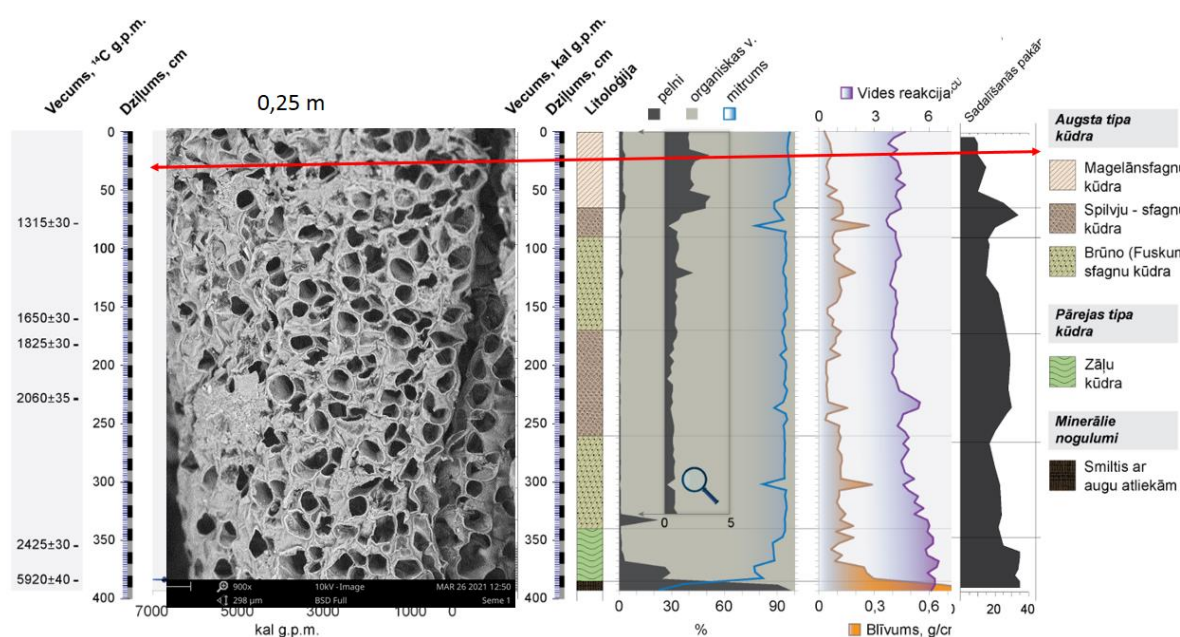 Vecums, ¹⁴C g.p.m.
Dziļums, cm
0,25 m
Vecums, kal g.p.m.
Dziļums, cm
Litoloģija
pelni
organiskas v.
mitrums
Vides reakcija
Sadalīšanās pakāp
0 3 6
0
50
100
150
200
250
300
350
400
1315±30
1650±30
1825±30
2060±35
2425±30
5920±40
0
50
100
150
200
250
300
350
400
900x 10kV -Image MAR 26 2021 12:50
298 µm BSD Full Seme 1
7000 5000 3000 1000 0
kal g.p.m.
0 5
0 30 60 90
%
0 0,3 0,6
Blīvums, g/cr
0 20 40
Augsta tipa
kūdra
Magelānsfagnu
kūdra
Spilvju - sfagnu
kūdra
Brūno (Fuskum
sfagnu kūdra
Pārejas tipa
kūdra
Zāļu
kūdra
Minerālie
nogulumi
Smiltis ar
augu atliekām